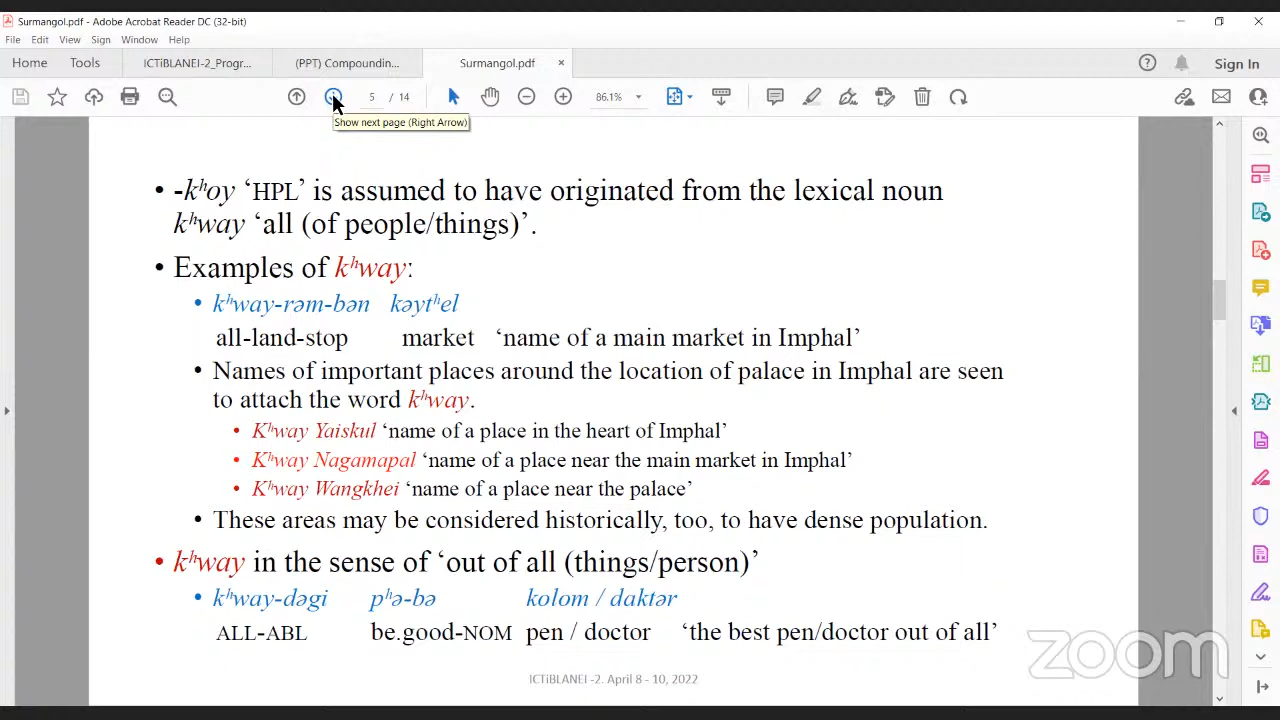 Surmangol.pdf - Adobe Acrobat Reader DC (32-bit)
File Edit View Sign Window Help
Home Tools ICTiBLANEI-2_Progr... (PPT) Compoundin... Surmangol.pdf × Sign In
5 / 14 86.1%
Show next page (Right Arrow)
• -kʰoy ‘HPL’ is assumed to have originated from the lexical noun
kʰway ‘all (of people/things)’.
• Examples of kʰway:
• kʰway-rəm-bən kəytʰel
all-land-stop market ‘name of a main market in Imphal’
• Names of important places around the location of palace in Imphal are seen
to attach the word kʰway.
• Kʰway Yaiskul ‘name of a place in the heart of Imphal’
• Kʰway Nagamapal ‘name of a place near the main market in Imphal’
• Kʰway Wangkhei ‘name of a place near the palace’
• These areas may be considered historically, too, to have dense population.
• kʰway in the sense of ‘out of all (things/person)’
• kʰway-dəgi pʰə-bə kolom / daktər
ALL-ABL be.good-NOM pen / doctor ‘the best pen/doctor out of all’
ICTiBLANEI -2. April 8 - 10, 2022
zoom